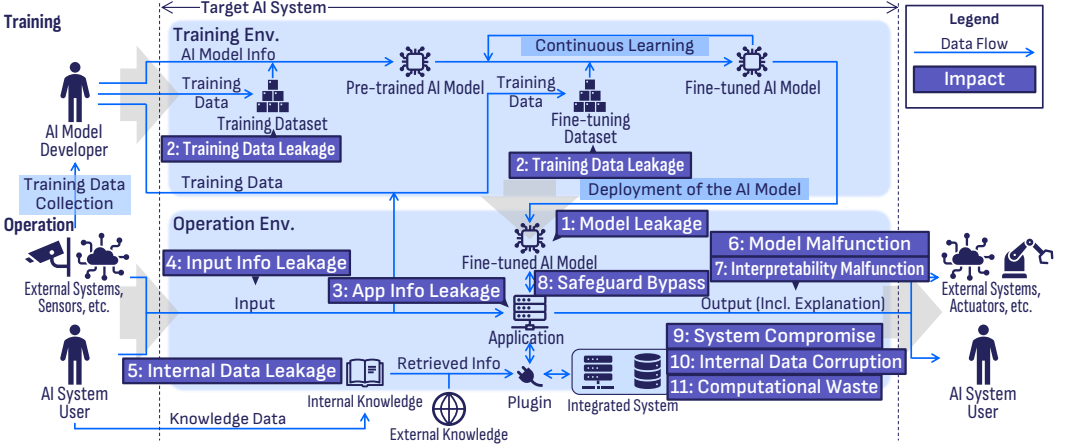 Target AI System
Training
Training Env.
AI Model Info
Continuous Learning
Pre-trained AI Model
Fine-tuned AI Model
Training
Data
Training
Data
Training Dataset
Fine-tuning
Dataset
AI Model
Developer
2: Training Data Leakage
2: Training Data Leakage
Training Data
Training Data
Collection
Deployment of the AI Model
Legend
Data Flow
Impact
Operation
Operation Env.
1: Model Leakage
Fine-tuned AI Model
4: Input Info Leakage
6: Model Malfunction
7: Interpretability Malfunction
3: App Info Leakage
8: Safeguard Bypass
External Systems,
Sensors, etc.
Input
Output (Incl. Explanation)
External Systems,
Actuators, etc.
Application
9: System Compromise
10: Internal Data Corruption
11: Computational Waste
5: Internal Data Leakage
Retrieved Info
Internal Knowledge
Plugin
Integrated System
AI System
User
Knowledge Data
External Knowledge
AI System
User